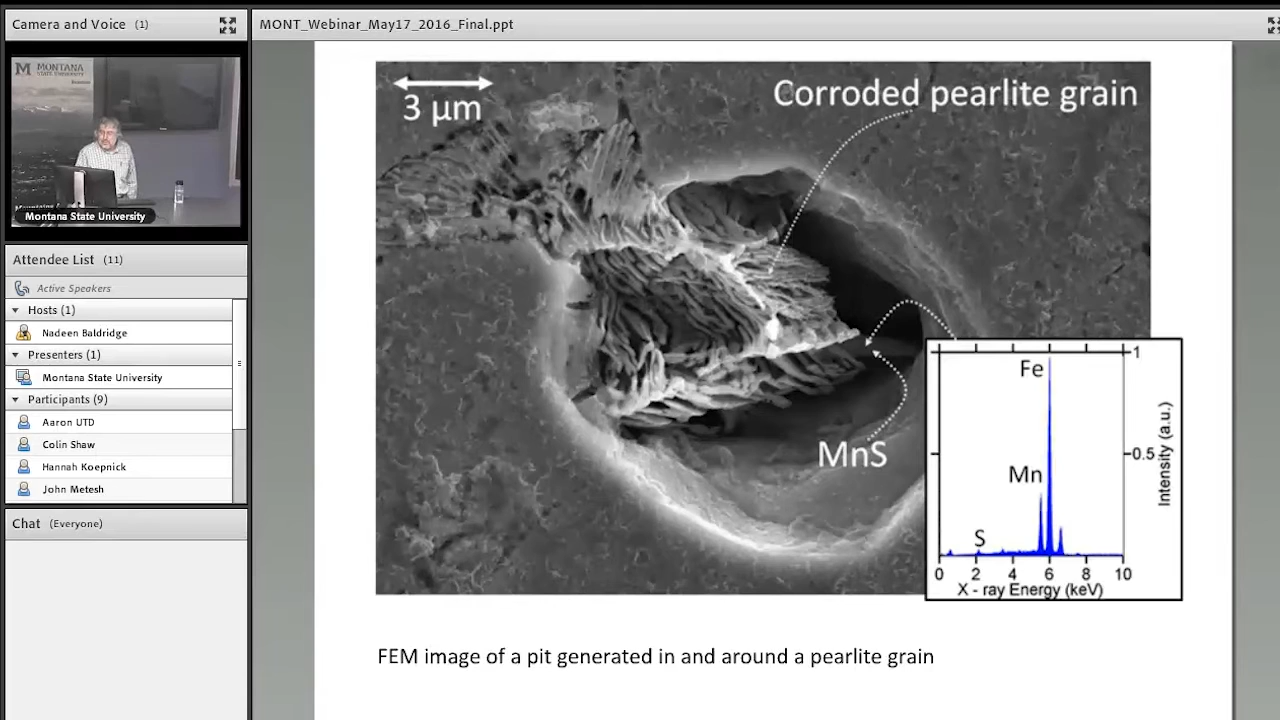 Camera and Voice (1)
MONT_Webinar_May17_2016_Final.ppt
M MONTANA
STATE UNIVERSITY
Montana State University
Attendee List (11)
Active Speakers
Hosts (1)
Nadeen Baldridge
Presenters (1)
Montana State University
Participants (9)
Aaron UTD
Colin Shaw
Hannah Koepnick
John Metesh
Chat (Everyone)
3 µm
Corroded pearlite grain
MnS
Fe
Mn
S
1
0.5
Intensity (a.u.)
0 2 4 6 8 10
X - ray Energy (keV)
FEM image of a pit generated in and around a pearlite grain